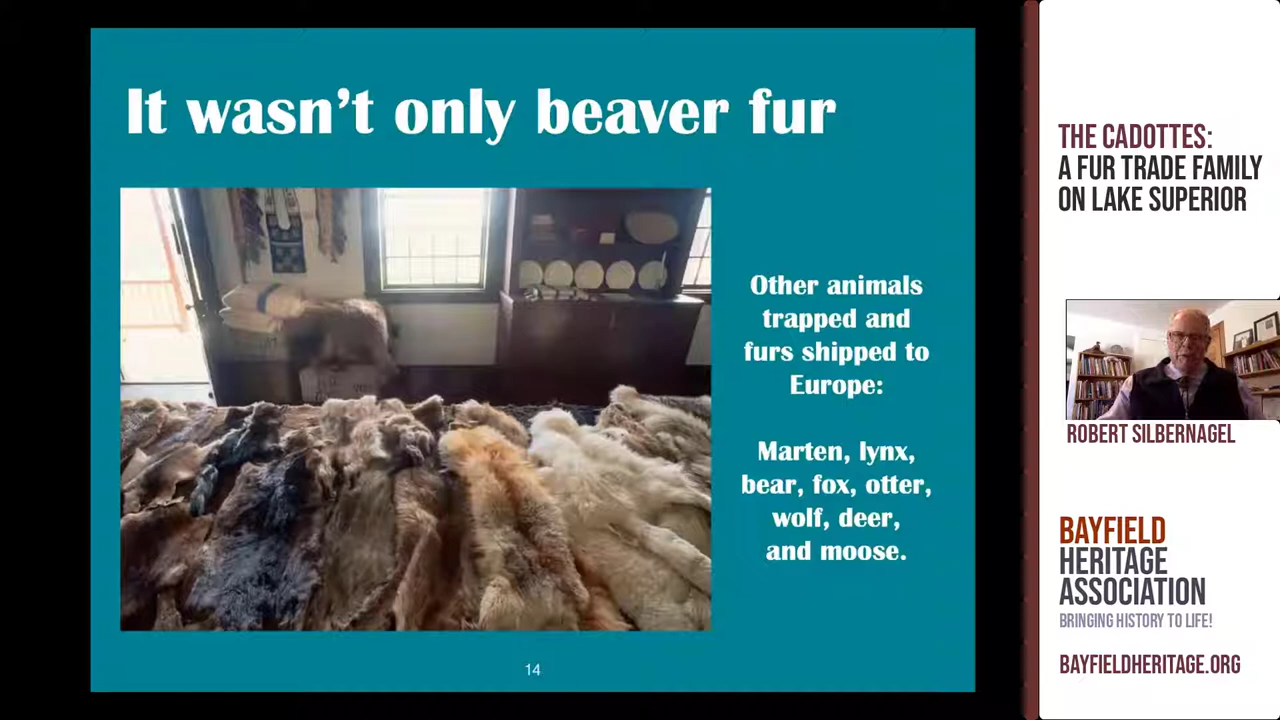 It wasn't only beaver fur
Other animals
trapped and
furs shipped to
Europe:
Marten, lynx,
bear, fox, otter,
wolf, deer,
and moose.
14
THE CADOTTES:
A FUR TRADE FAMILY
ON LAKE SUPERIOR
ROBERT SILBERNAGEL
BAYFIELD
HERITAGE
ASSOCIATION
BRINGING HISTORY TO LIFE!
BAYFIELDHERITAGE.ORG